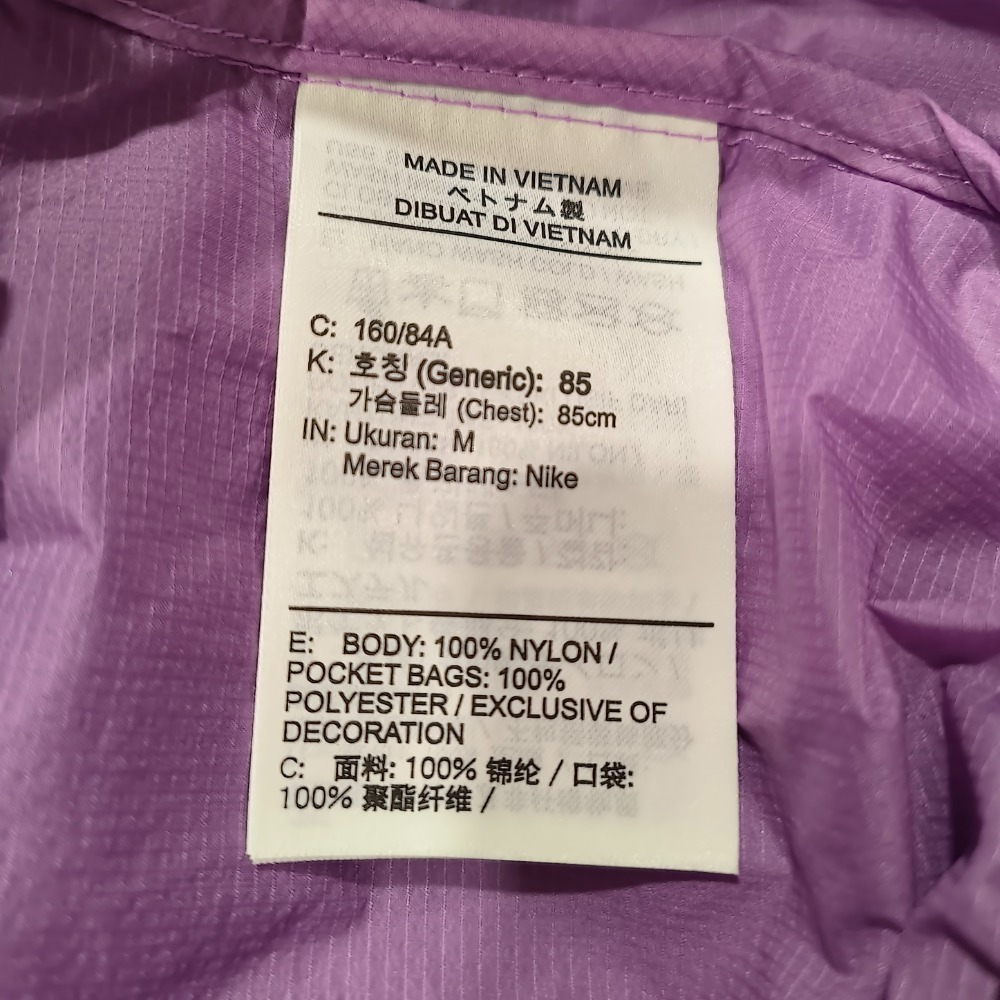 MADE IN VIETNAM
ベトナム製
DIBUAT DI VIETNAM
C: 160/84A
K: 호칭 (Generic): 85
가슴둘레 (Chest): 85cm
IN: Ukuran: M
Merek Barang: Nike
E: BODY: 100% NYLON /
POCKET BAGS: 100%
POLYESTER / EXCLUSIVE OF
DECORATION
C: 面料: 100% 锦纶 / 口袋:
100% 聚酯纤维 /